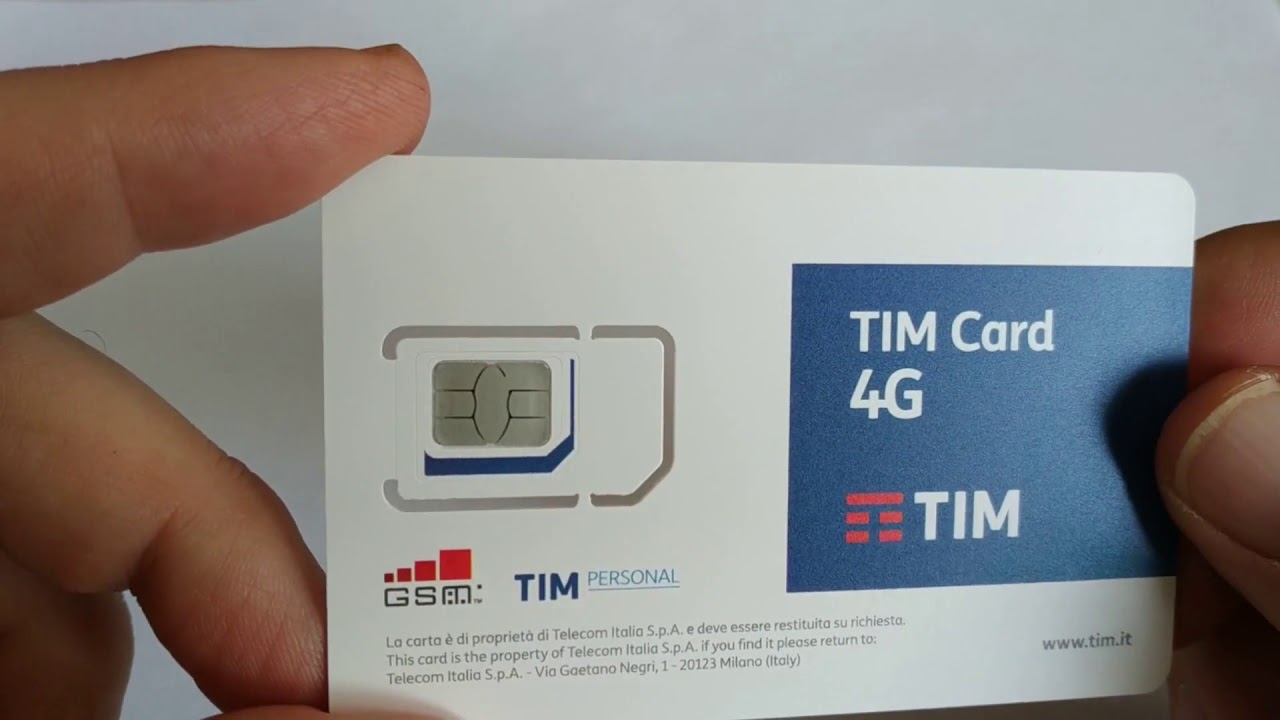 TIM Card
4G
TIM
GSM™
TIM PERSONAL
La carta è di proprietà di Telecom Italia S.p.A. e deve essere restituita su richiesta.
This card is the property of Telecom Italia S.p.A. if you find it please return to:
Telecom Italia S.p.A. - Via Gaetano Negri, 1 - 20123 Milano (Italy)
www.tim.it